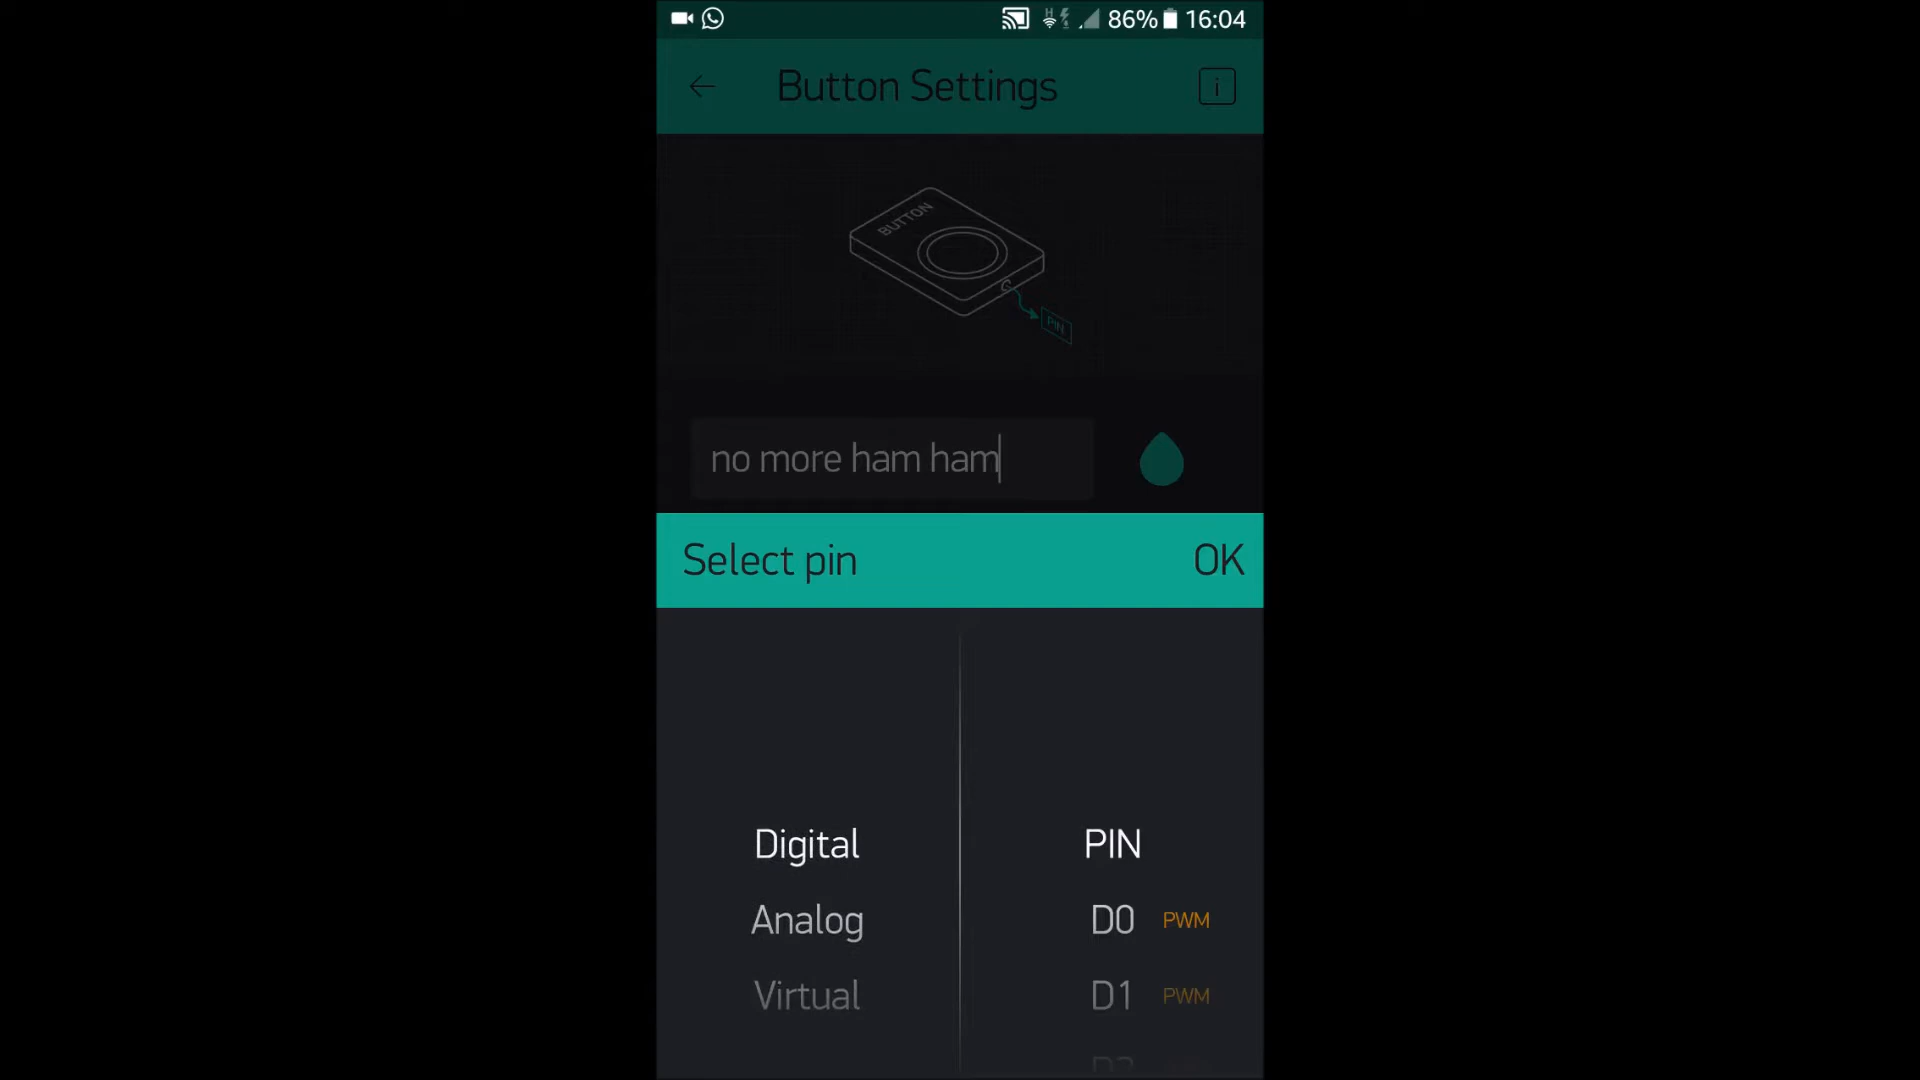 86% 16:04
Button Settings
BUTTON
PIN
no more ham ham
Select pin OK
Digital PIN
Analog D0 PWM
Virtual D1 PWM